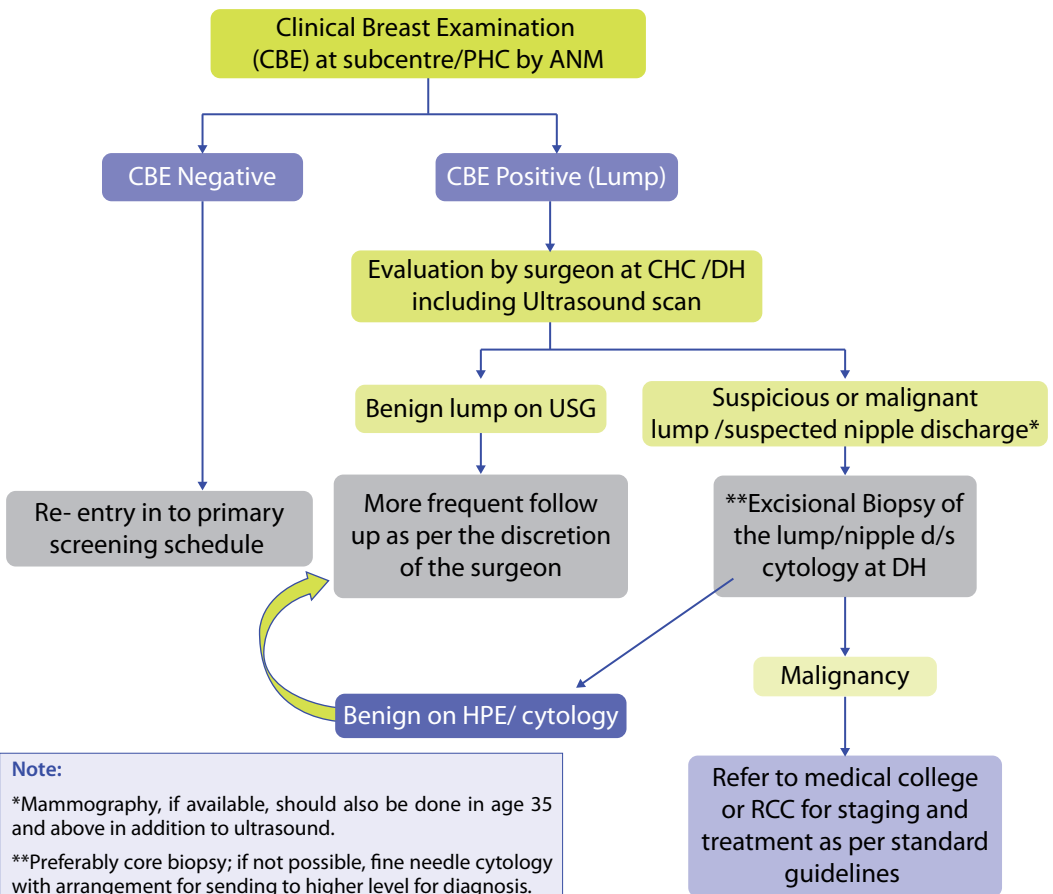 Clinical Breast Examination
(CBE) at subcentre/PHC by ANM
CBE Negative
CBE Positive (Lump)
Evaluation by surgeon at CHC /DH
including Ultrasound scan
Benign lump on USG
Suspicious or malignant
lump /suspected nipple discharge*
Re- entry in to primary
screening schedule
More frequent follow
up as per the discretion
of the surgeon
**Excisional Biopsy of
the lump/nipple d/s
cytology at DH
Malignancy
Benign on HPE/ cytology
Refer to medical college
or RCC for staging and
treatment as per standard
guidelines
Note:
*Mammography, if available, should also be done in age 35
and above in addition to ultrasound.
**Preferably core biopsy; if not possible, fine needle cytology
with arrangement for sending to higher level for diagnosis.